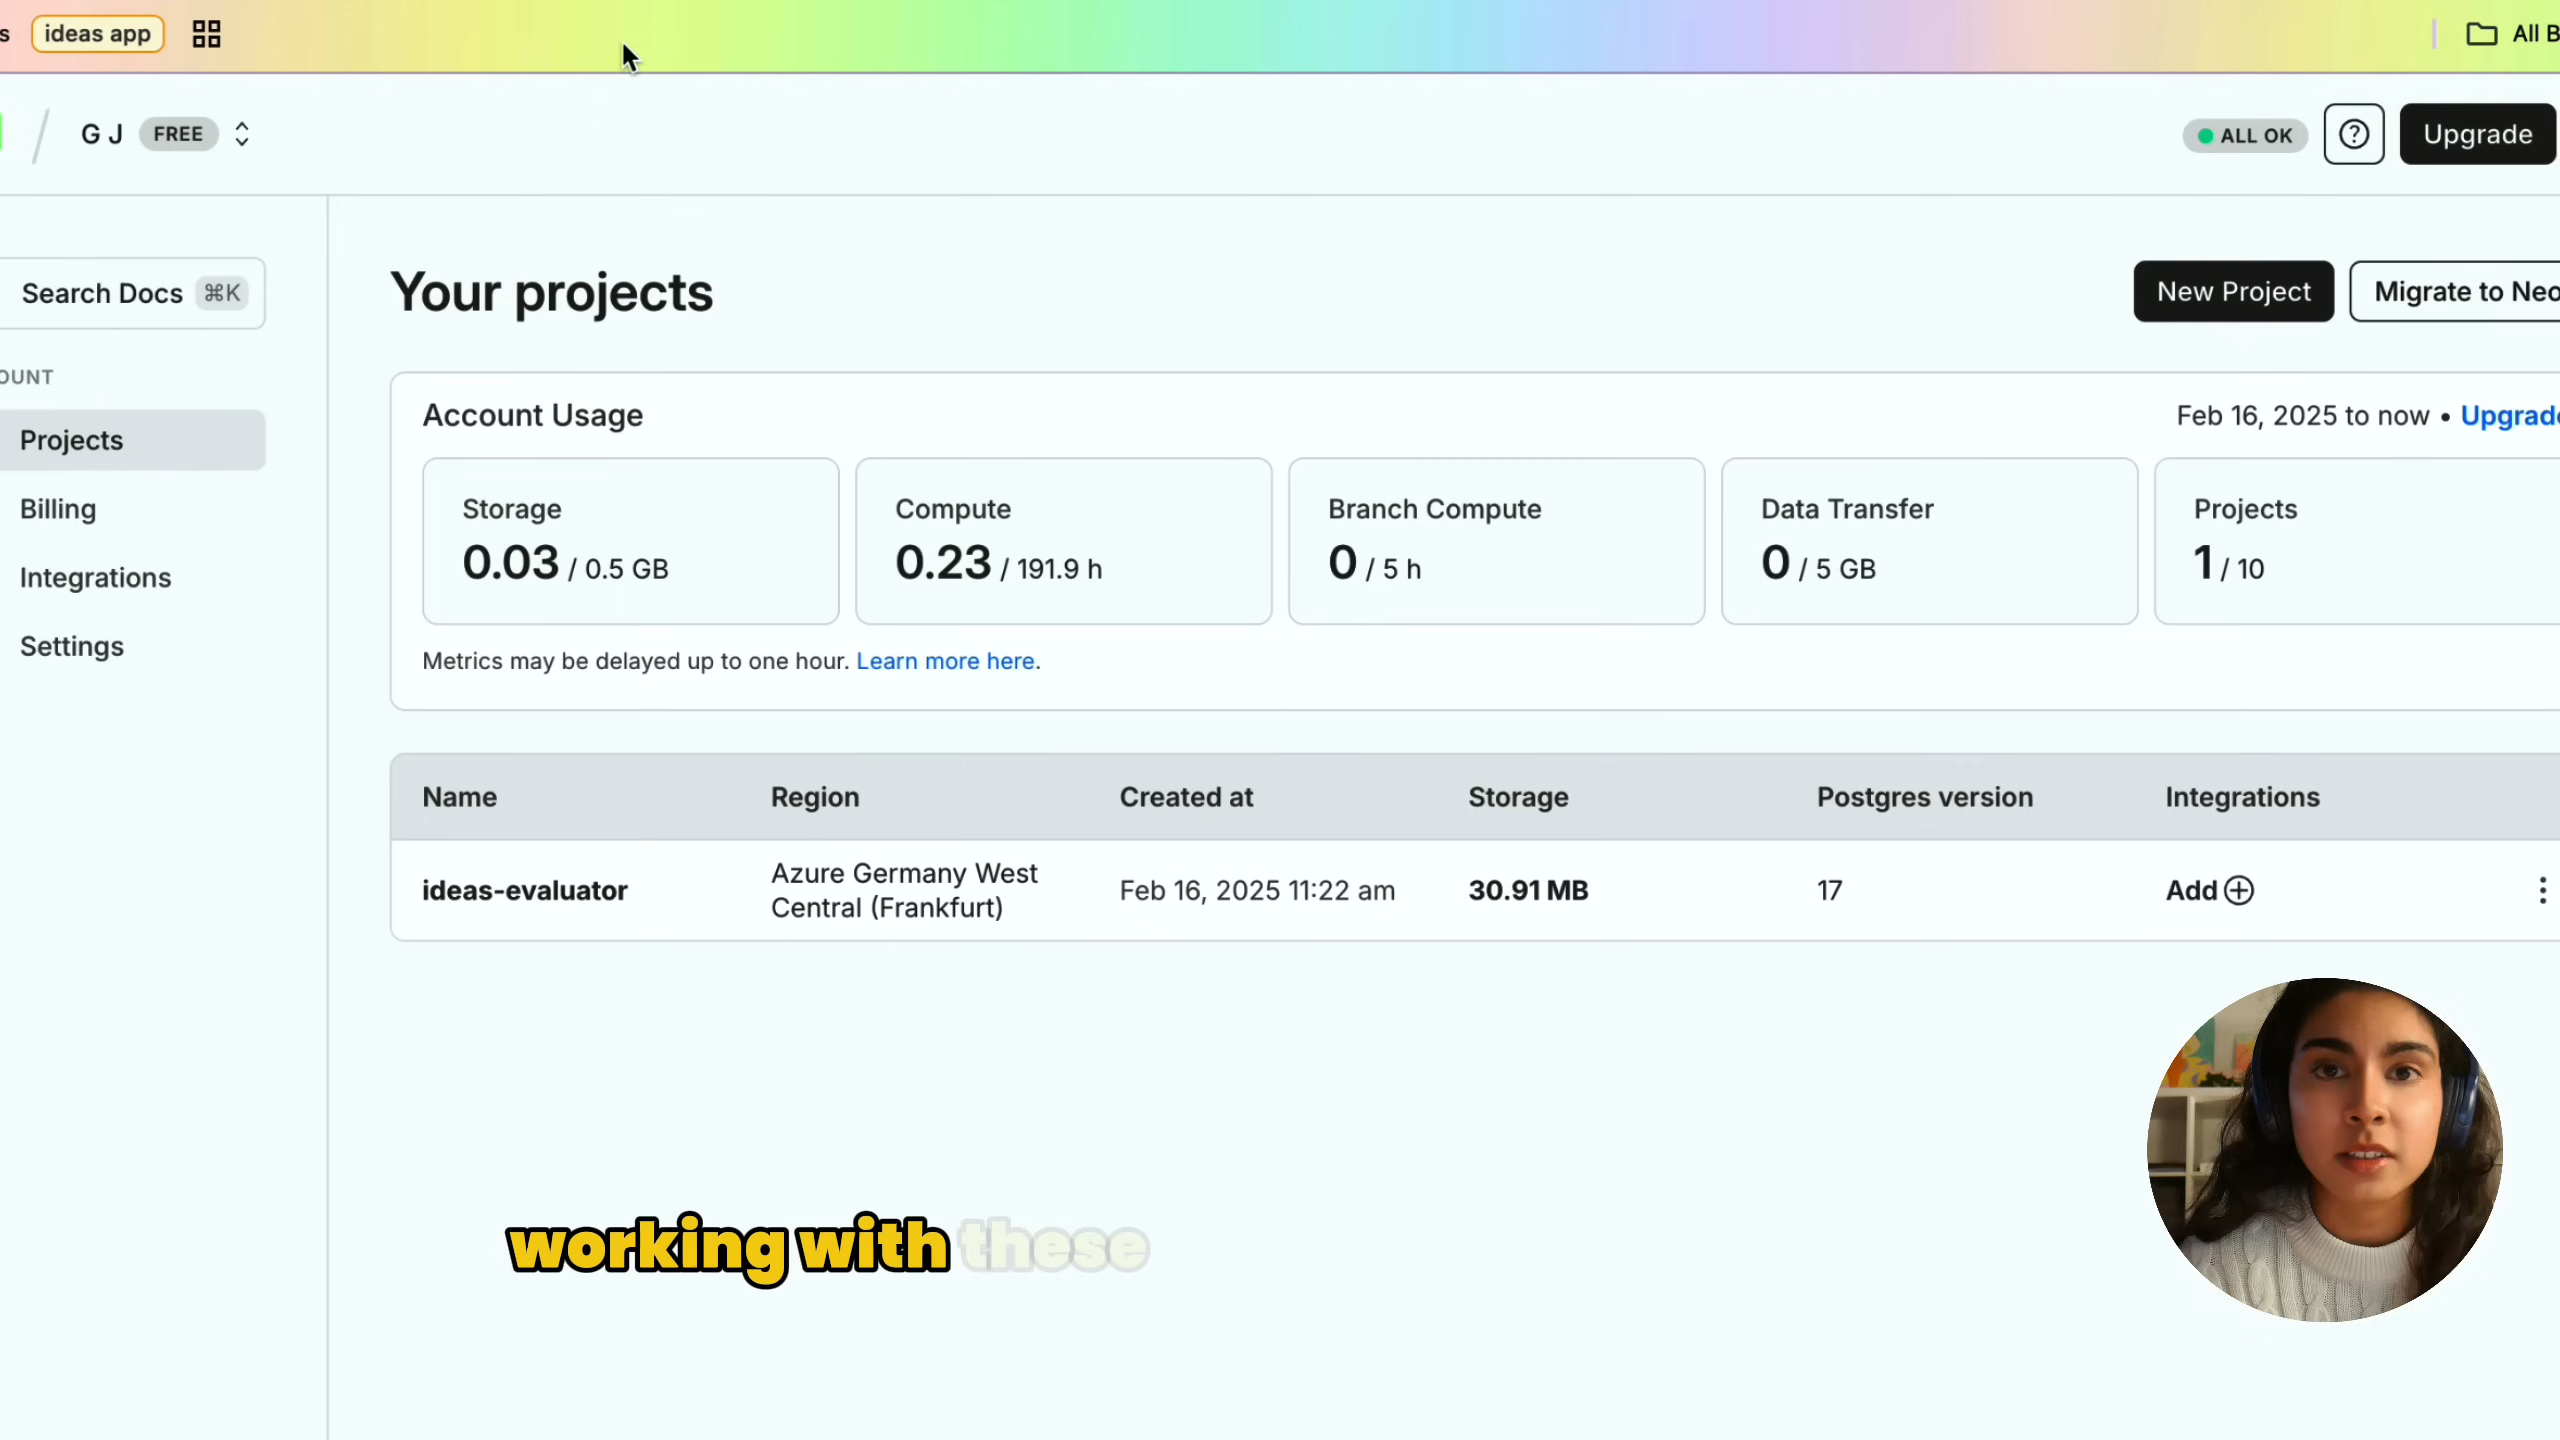 s ideas app All B
G J FREE ALL OK Upgrade
Search Docs ⌘K
OUNT
Projects
Billing
Integrations
Settings
Your projects New Project Migrate to Neo
Account Usage Feb 16, 2025 to now • Upgrade
Storage Compute Branch Compute Data Transfer Projects
0.03 / 0.5 GB 0.23 / 191.9 h 0 / 5 h 0 / 5 GB 1 / 10
Metrics may be delayed up to one hour. Learn more here.
Name Region Created at Storage Postgres version Integrations
ideas-evaluator Azure Germany West Feb 16, 2025 11:22 am 30.91 MB 17 Add
Central (Frankfurt)
working with these